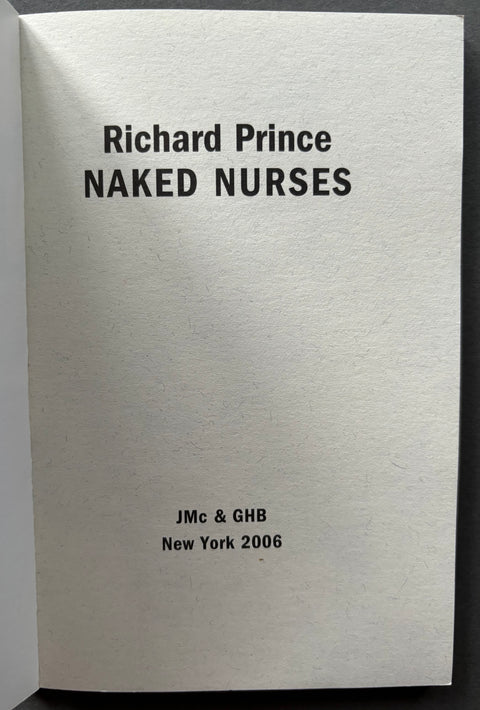 Richard Prince
NAKED NURSES
JMc & GHB
New York 2006